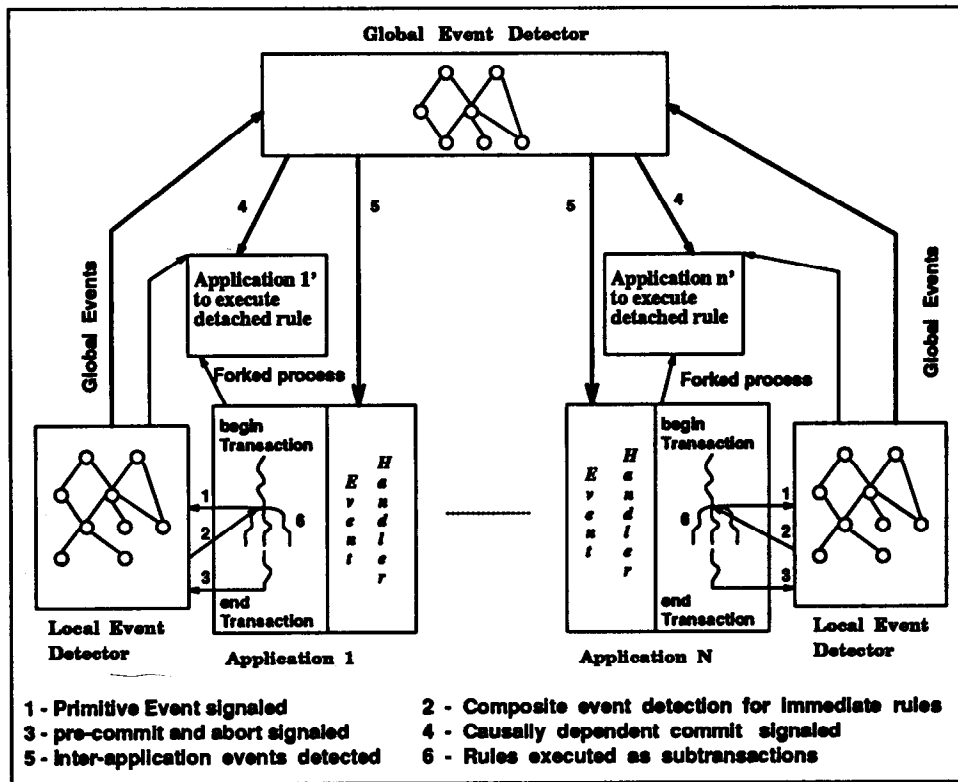 Global Event Detector
4
5
5
4
Global Events
Application 1'
to execute
detached rule
Application n'
to execute
detached rule
Global Events
Forked process
Forked process
begin
Transaction
Event
Handler
1
2
3
6
end
Transaction
Event
Handler
begin
Transaction
1
2
3
6
end
Transaction
Local Event
Detector
Application 1
Application N
Local Event
Detector
1 - Primitive Event signaled
2 - Composite event detection for immediate rules
3 - pre-commit and abort signaled
4 - Causally dependent commit signaled
5 - Inter-application events detected
6 - Rules executed as subtransactions